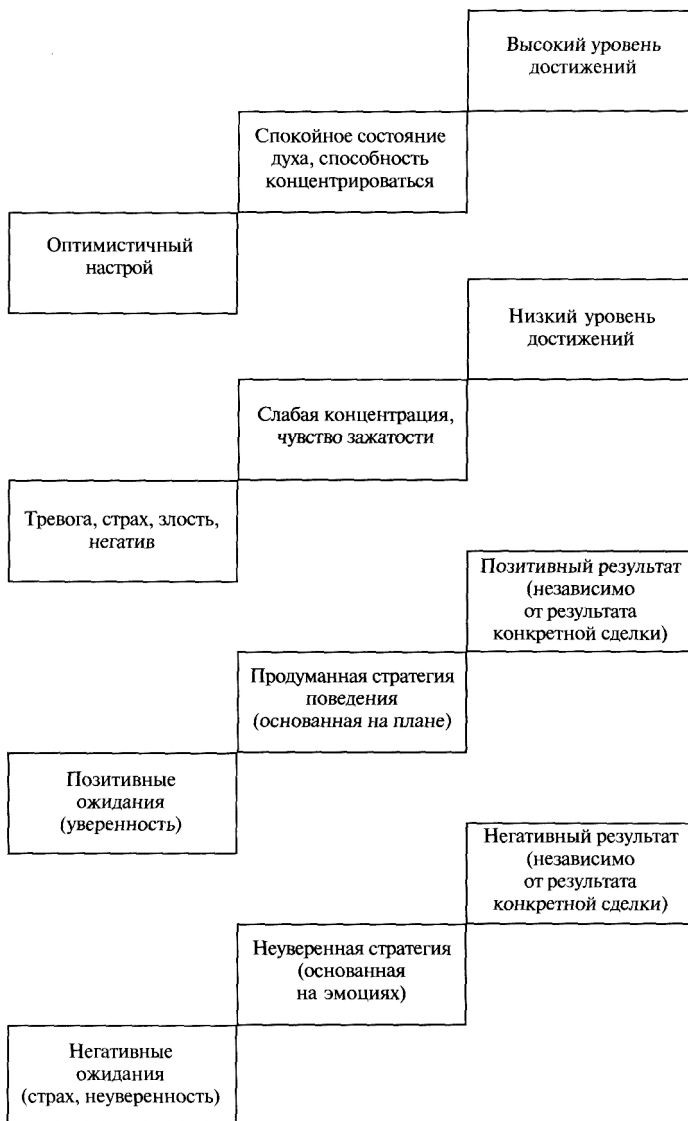 Высокий уровень
достижений
Спокойное состояние
духа, способность
концентрироваться
Оптимистичный
настрой
Низкий уровень
достижений
Слабая концентрация,
чувство зажатости
Тревога, страх, злость,
негатив
Позитивный результат
(независимо
от результата
конкретной сделки)
Продуманная стратегия
поведения
(основанная на плане)
Позитивные
ожидания
(уверенность)
Негативный результат
(независимо
от результата
конкретной сделки)
Неуверенная стратегия
(основанная
на эмоциях)
Негативные
ожидания
(страх, неуверенность)